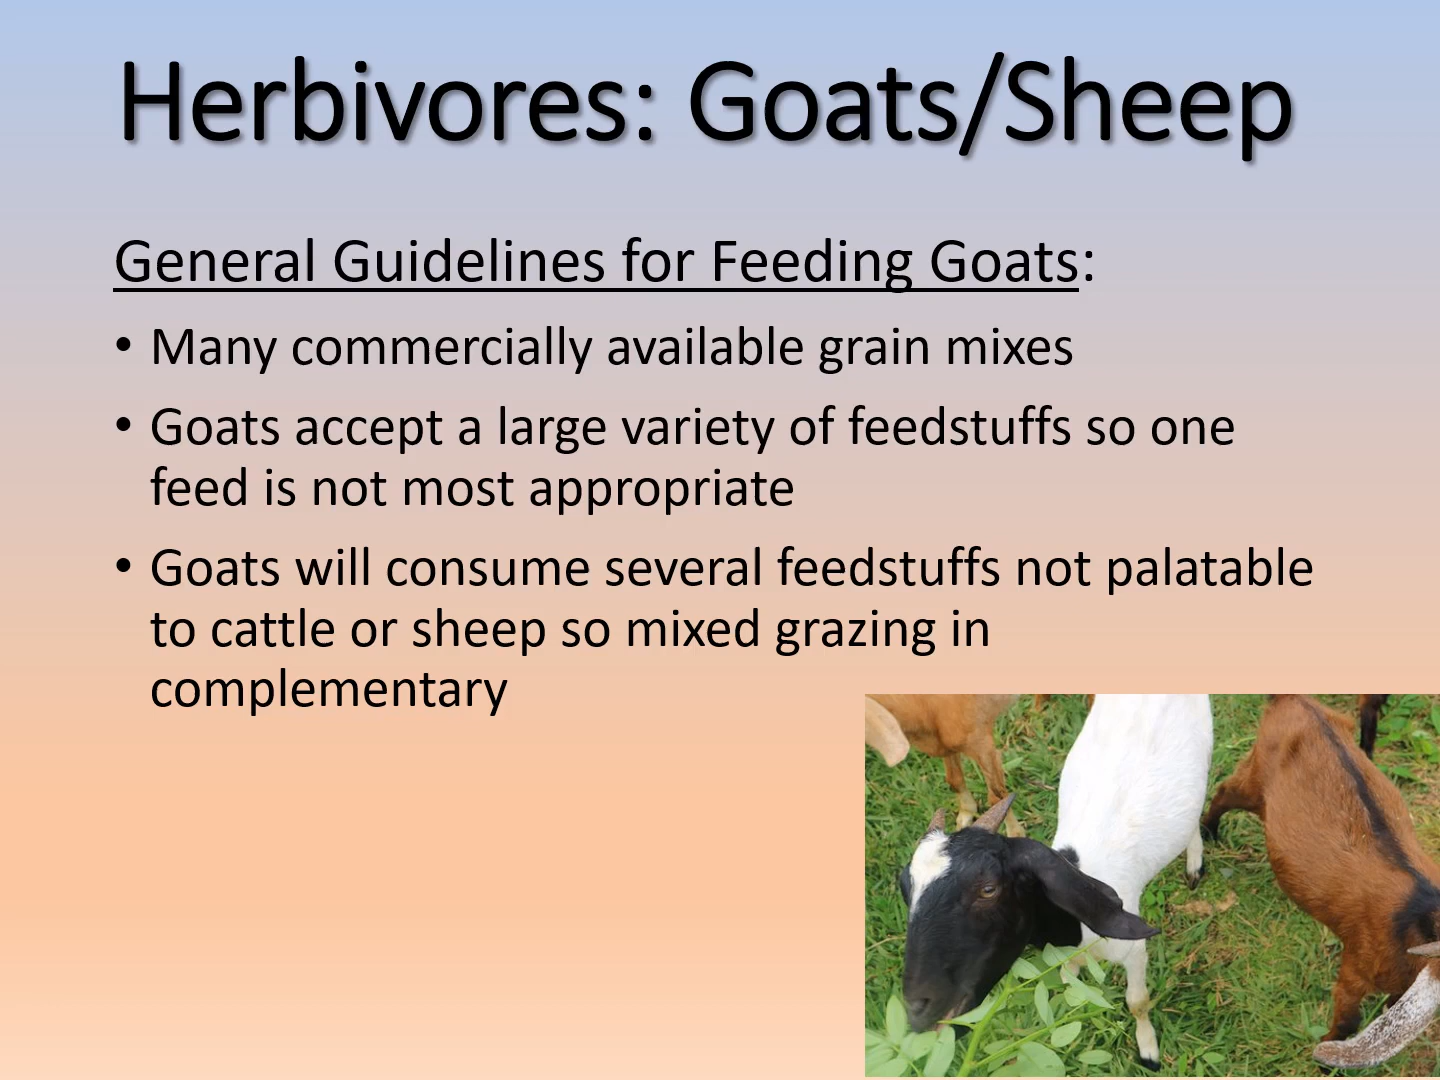 Herbivores: Goats/Sheep
General Guidelines for Feeding Goats:
• Many commercially available grain mixes
• Goats accept a large variety of feedstuffs so one
feed is not most appropriate
• Goats will consume several feedstuffs not palatable
to cattle or sheep so mixed grazing in
complementary